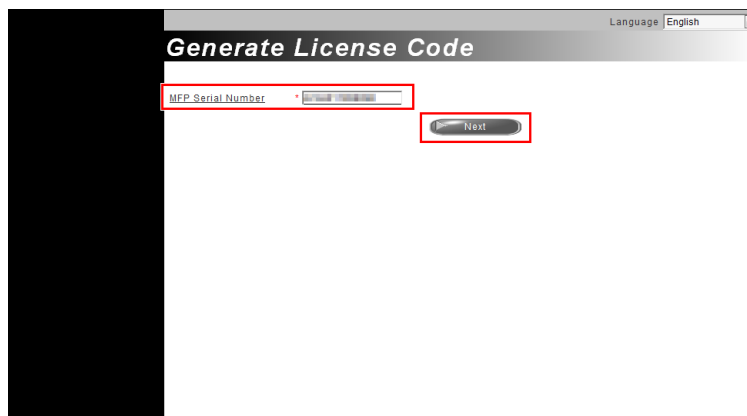 Language English
Generate License Code
MFP Serial Number *
Next